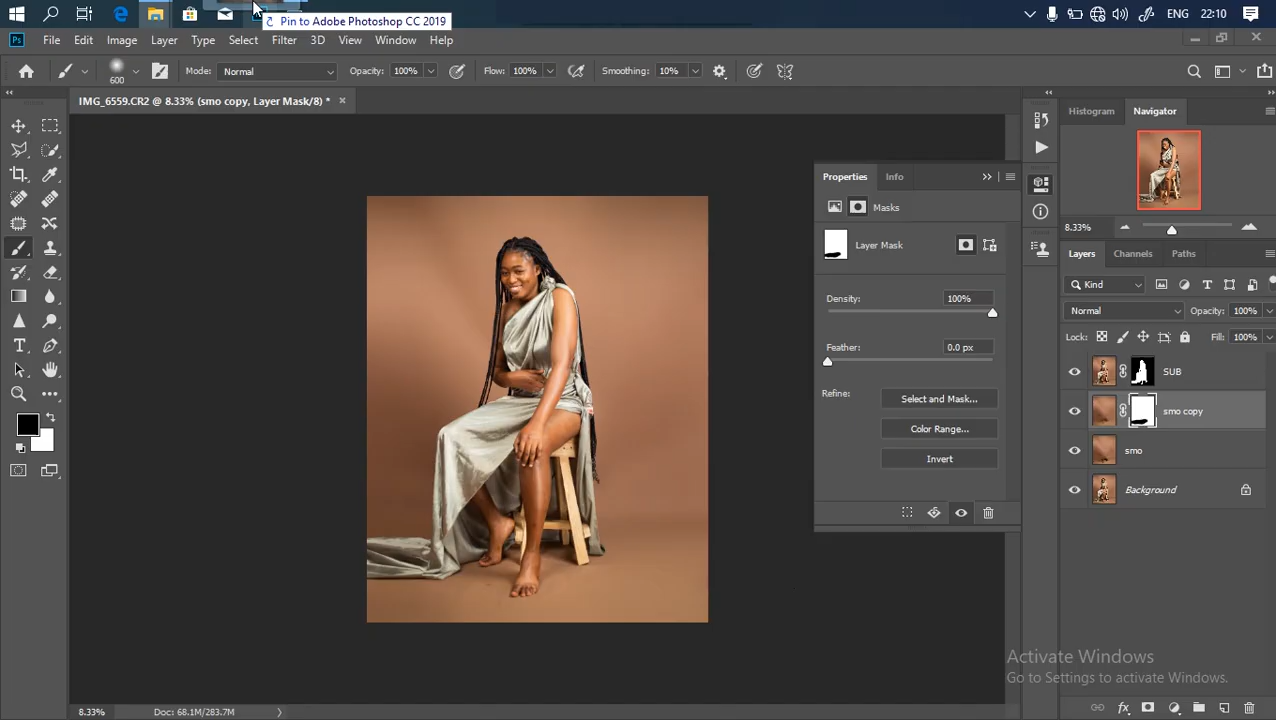 Pin to Adobe Photoshop CC 2019
ENG 22:10
Ps File Edit Image Layer Type Select Filter 3D View Window Help
600 Mode: Normal Opacity: 100% Flow: 100% Smoothing: 10%
IMG_6559.CR2 @ 8.33% (smo copy, Layer Mask/8) *
Histogram Navigator
8.33%
Properties Info
Masks
Layer Mask
Density: 100%
Feather: 0.0 px
Refine: Select and Mask...
Color Range...
Invert
Layers Channels Paths
Kind
Normal Opacity: 100%
Lock: Fill: 100%
SUB
smo copy
smo
Background
Activate Windows
Go to Settings to activate Windows.
8.33% Doc: 68.1M/283.7M